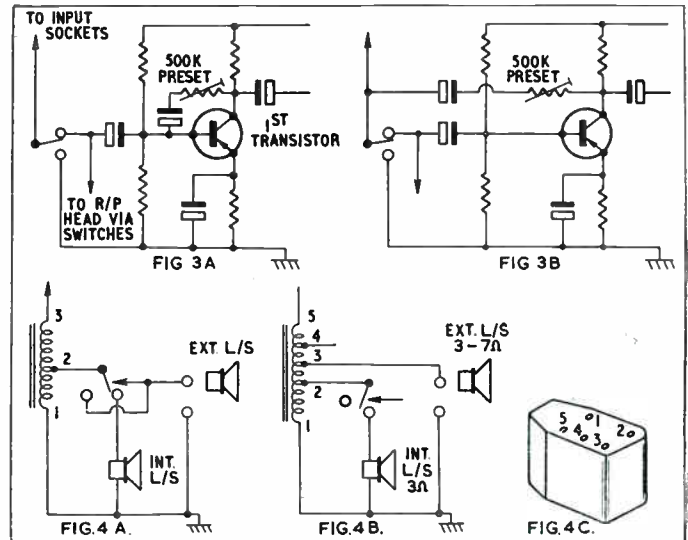 TO INPUT
SOCKETS
500K
PRESET
1ST
TRANSISTOR
TO R/P
HEAD VIA
SWITCHES
FIG 3A
500K
PRESET
FIG 3B
3
2
1
EXT. L/S
INT.
L/S
FIG.4 A.
5
4
3
2
1
EXT. L/S
3-7Ω
INT.
L/S
3Ω
FIG.4B.
5
1
4
3
2
FIG.4C.